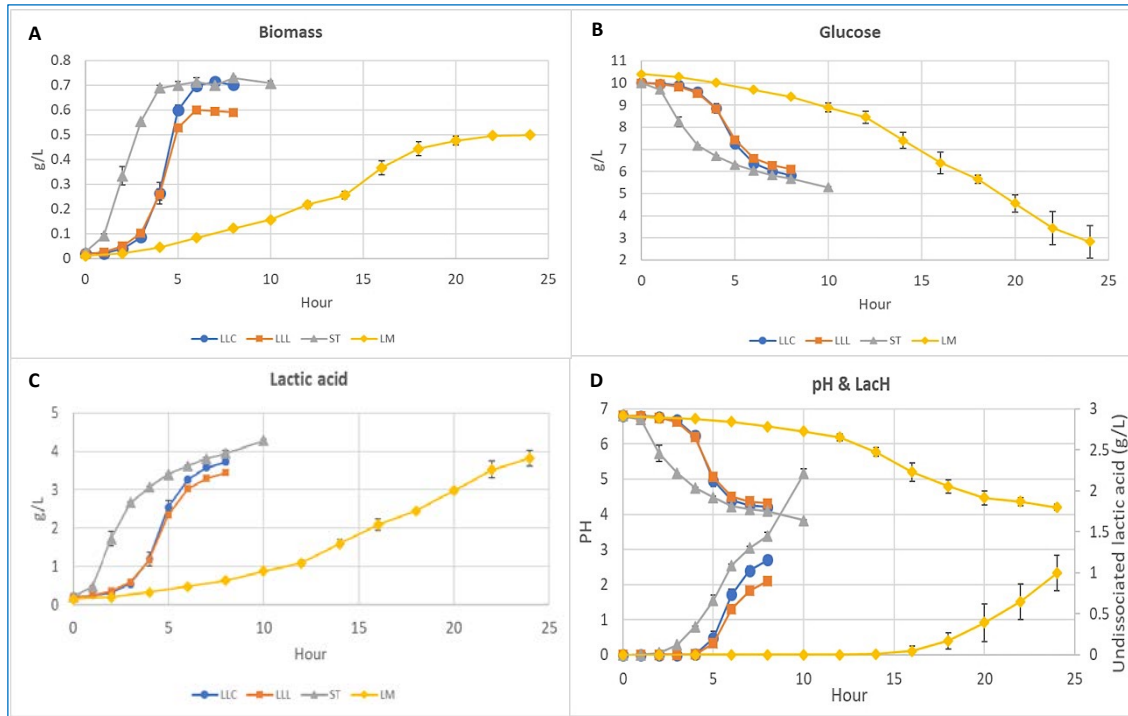 A
Biomass
0.8
0.7
0.6
0.5
0.4
0.3
0.2
0.1
0
g/L
0 5 10 15 20 25
Hour
LLC LLL ST LM
B
Glucose
11
10
9
8
7
6
5
4
3
2
g/L
0 5 10 15 20 25
Hour
LLC LLL ST LM
C
Lactic acid
5
4
3
2
1
0
g/L
0 5 10 15 20 25
Hour
LLC LLL ST LM
D
pH & LacH
7
6
5
4
3
2
1
0
PH
3
2.5
2
1.5
1
0.5
0
Undissociated lactic acid (g/L)
0 5 10 15 20 25
Hour
LLC LLL ST LM